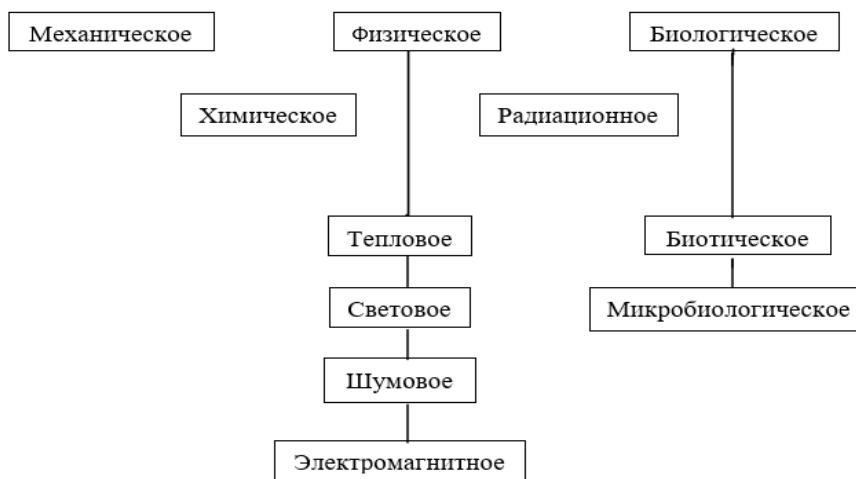 Механическое
Физическое
Биологическое
Химическое
Радиационное
Тепловое
Биотическое
Световое
Микробиологическое
Шумовое
Электромагнитное